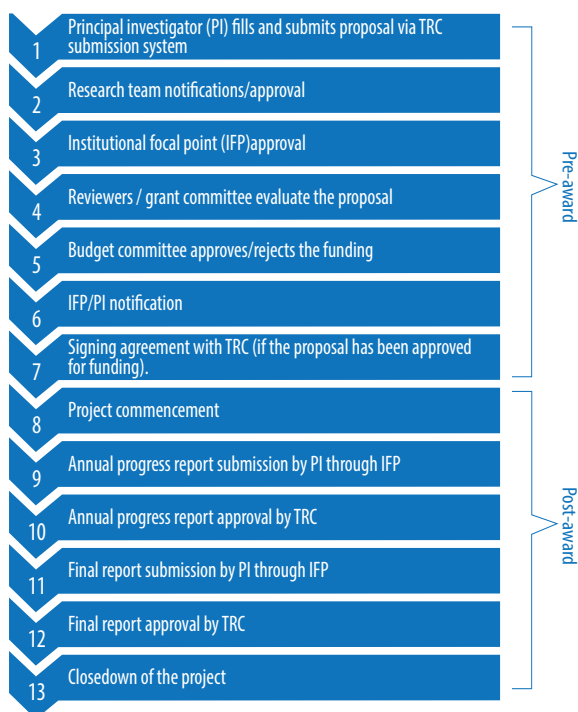 1
Principal investigator (PI) fills and submits proposal via TRC
submission system
2
Research team notifications/approval
3
Institutional focal point (IFP)approval
4
Reviewers / grant committee evaluate the proposal
5
Budget committee approves/rejects the funding
6
IFP/PI notification
7
Signing agreement with TRC (if the proposal has been approved
for funding).
Pre-award
8
Project commencement
9
Annual progress report submission by PI through IFP
10
Annual progress report approval by TRC
11
Final report submission by PI through IFP
12
Final report approval by TRC
13
Closedown of the project
Post-award